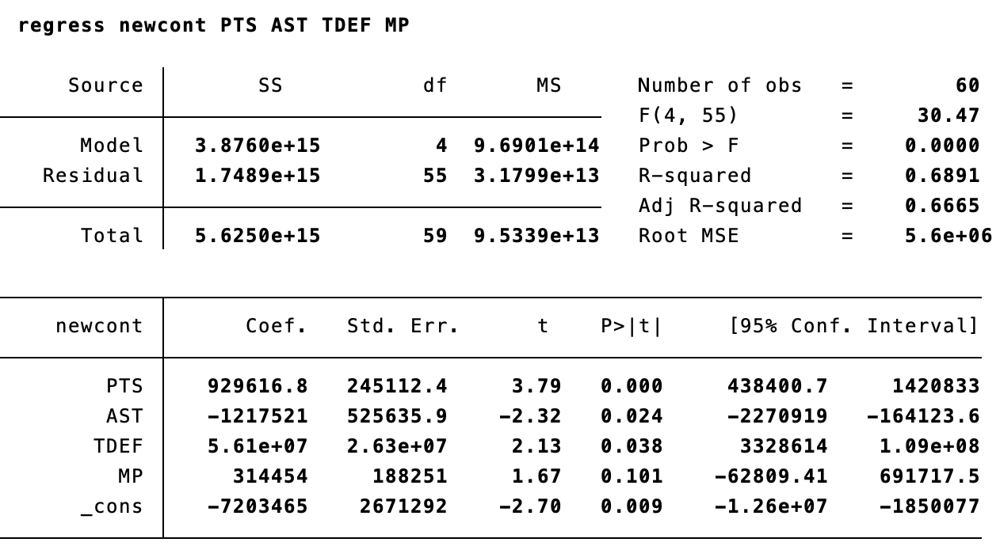 regress newcont PTS AST TDEF MP
Source SS df MS Number of obs = 60
F(4, 55) = 30.47
Model 3.8760e+15 4 9.6901e+14 Prob > F = 0.0000
Residual 1.7489e+15 55 3.1799e+13 R-squared = 0.6891
Adj R-squared = 0.6665
Total 5.6250e+15 59 9.5339e+13 Root MSE = 5.6e+06
newcont Coef. Std. Err. t P>|t| [95% Conf. Interval]
PTS 929616.8 245112.4 3.79 0.000 438400.7 1420833
AST -1217521 525635.9 -2.32 0.024 -2270919 -164123.6
TDEF 5.61e+07 2.63e+07 2.13 0.038 3328614 1.09e+08
MP 314454 188251 1.67 0.101 -62809.41 691717.5
_cons -7203465 2671292 -2.70 0.009 -1.26e+07 -1850077